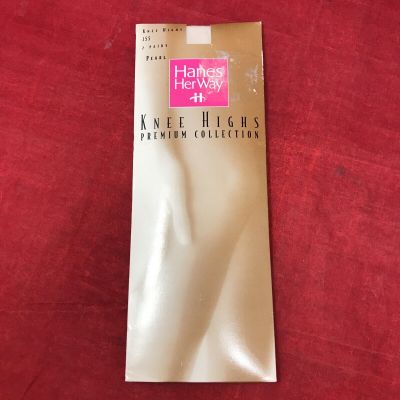 Knee Highs
155
2 Pairs
Pearl
Hanes
Her Way
H
Knee Highs
Premium Collection